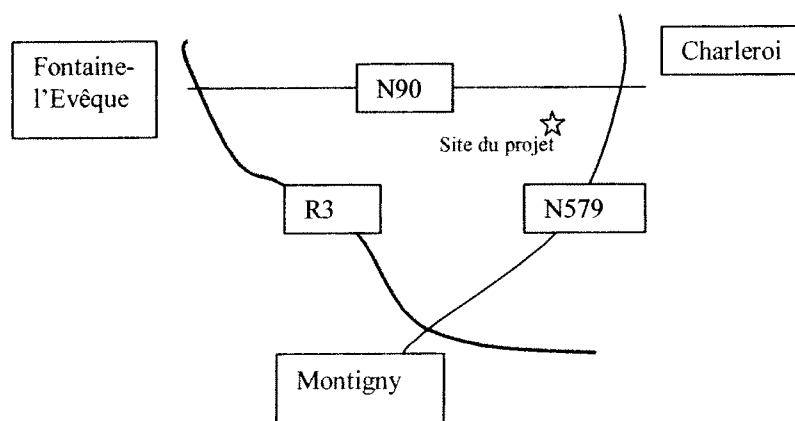 Fontaine-
l'Evêque
N90
Charleroi
Site du projet
R3
N579
Montigny